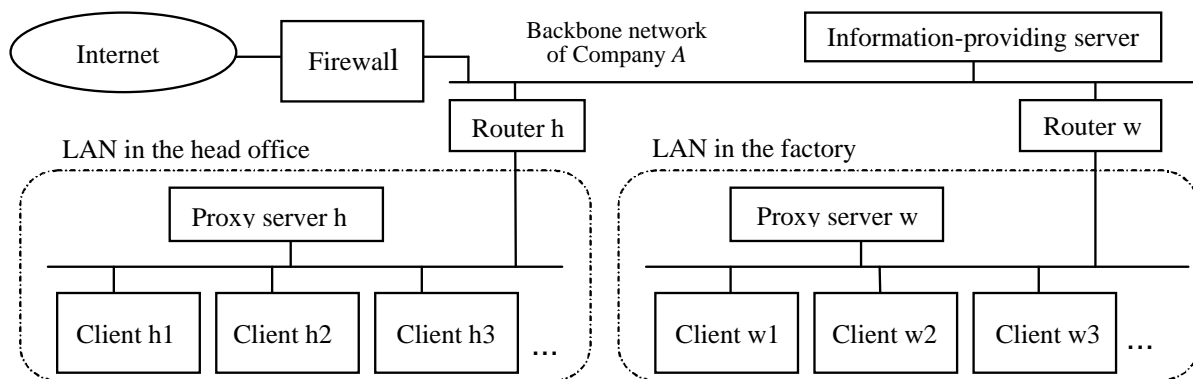 Internet
Firewall
Backbone network
of Company A
Information-providing server
Router h
Router w
LAN in the head office
LAN in the factory
Proxy server h
Proxy server w
Client h1
Client h2
Client h3
...
Client w1
Client w2
Client w3
...